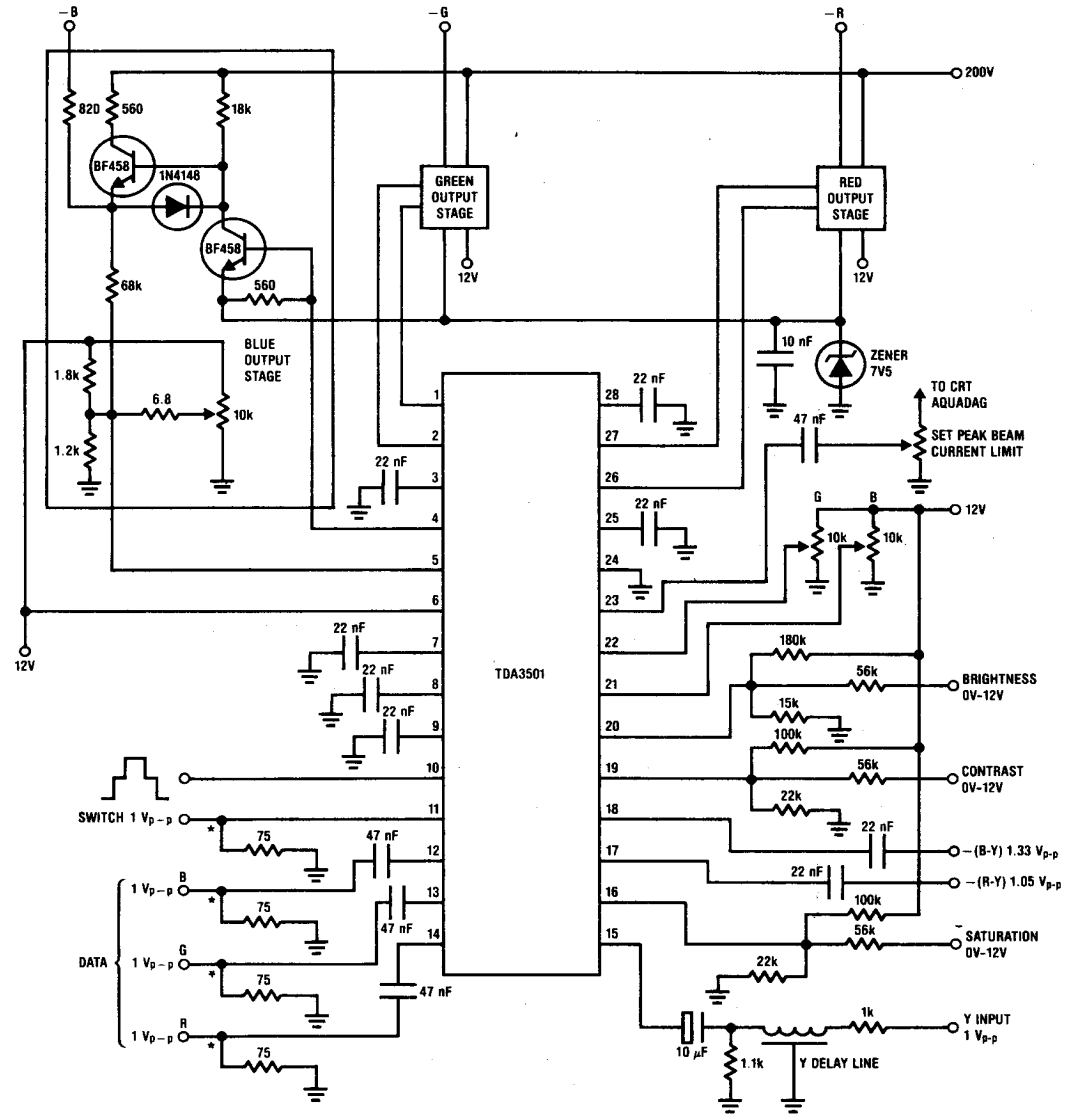 –B
–G
–R
200V
820
560
18k
BF458
1N4148
GREEN
OUTPUT
STAGE
RED
OUTPUT
STAGE
BF458
12V
12V
68k
560
BLUE
OUTPUT
STAGE
10 nF
ZENER
7V5
1.8k
6.8
10k
1.2k
22 nF
TO CRT
AQUADAG
47 nF
SET PEAK BEAM
CURRENT LIMIT
22 nF
22 nF
G
B
12V
10k
10k
1
2
3
4
5
6
7
8
9
10
11
12
13
14
28
27
26
25
24
23
22
21
20
19
18
17
16
15
TDA3501
12V
22 nF
22 nF
22 nF
180k
56k
BRIGHTNESS
0V-12V
15k
100k
56k
CONTRAST
0V-12V
22k
22 nF
–(B-Y) 1.33 Vp-p
22 nF
–(R-Y) 1.05 Vp-p
100k
56k
SATURATION
0V-12V
22k
SWITCH 1 Vp–p
*
75
47 nF
B
1 Vp–p
*
75
47 nF
DATA
G
1 Vp–p
*
75
47 nF
R
1 Vp–p
*
75
10 µF
1.1k
Y DELAY LINE
1k
Y INPUT
1 Vp-p